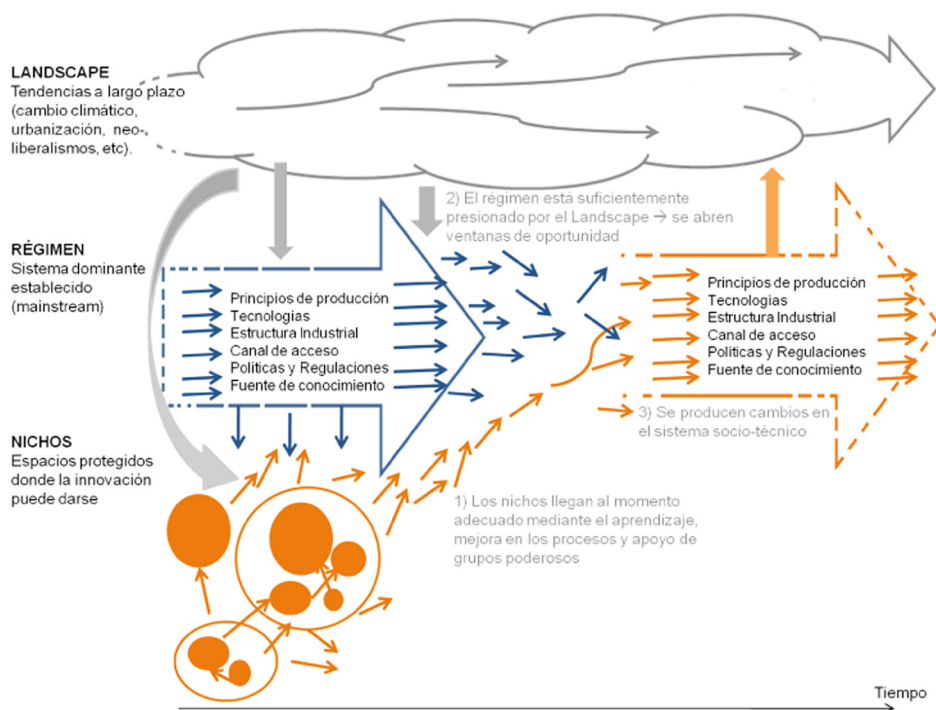 LANDSCAPE
Tendencias a largo plazo
(cambio climático,
urbanización, neo-
liberalismos, etc).
2) El régimen está suficientemente
presionado por el Landscape → se abren
ventanas de oportunidad
RÉGIMEN
Sistema dominante
establecido
(mainstream)
Principios de producción
Tecnologías
Estructura Industrial
Canal de acceso
Políticas y Regulaciones
Fuente de conocimiento
Principios de producción
Tecnologías
Estructura Industrial
Canal de acceso
Políticas y Regulaciones
Fuente de conocimiento
3) Se producen cambios en
el sistema socio-técnico
NICHOS
Espacios protegidos
donde la innovación
puede darse
1) Los nichos llegan al momento
adecuado mediante el aprendizaje,
mejora en los procesos y apoyo de
grupos poderosos
Tiempo